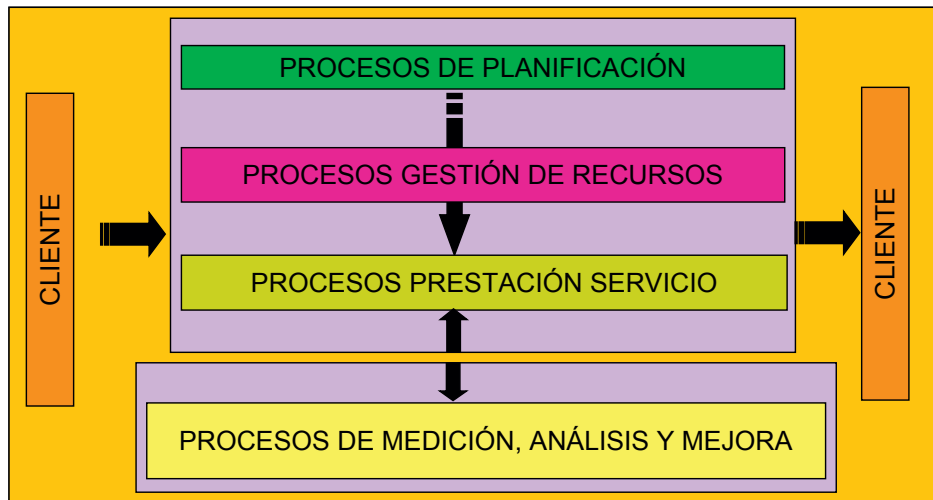 PROCESOS DE PLANIFICACIÓN
PROCESOS GESTIÓN DE RECURSOS
CLIENTE
CLIENTE
PROCESOS PRESTACIÓN SERVICIO
PROCESOS DE MEDICIÓN, ANÁLISIS Y MEJORA